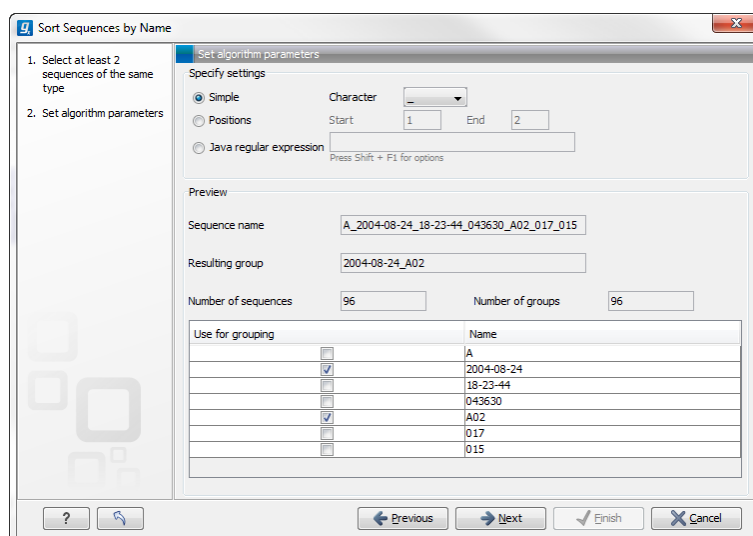 Sort Sequences by Name
1. Select at least 2
sequences of the same
type
2. Set algorithm parameters
Set algorithm parameters
Specify settings
Simple Character _
Positions Start 1 End 2
Java regular expression
Press Shift + F1 for options
Preview
Sequence name A_2004-08-24_18-23-44_043630_A02_017_015
Resulting group 2004-08-24_A02
Number of sequences 96 Number of groups 96
Use for grouping Name
A
2004-08-24
18-23-44
043630
A02
017
015
? Previous Next Finish Cancel